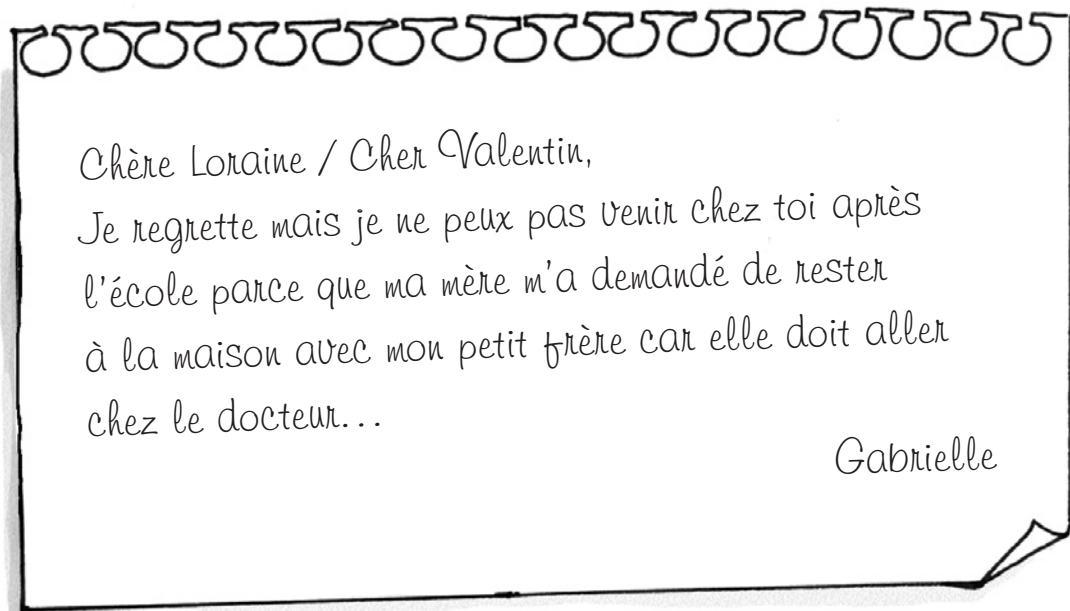 Chère Loraine / Cher Valentin,
Je regrette mais je ne peux pas venir chez toi après
l'école parce que ma mère m'a demandé de rester
à la maison avec mon petit frère car elle doit aller
chez le docteur...
Gabrielle